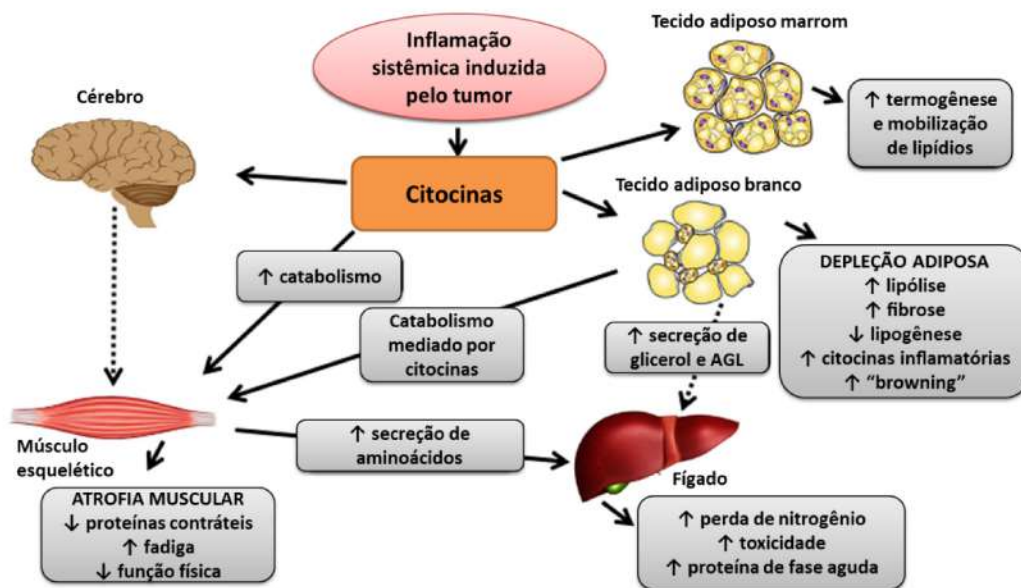 Inflamação
sistêmica induzida
pelo tumor
Tecido adiposo marrom
Cérebro
↑ termogênese
e mobilização
de lipídios
Citocinas
Tecido adiposo branco
↑ catabolismo
DEPLEÇÃO ADIPOSA
↑ lipólise
↑ fibrose
↓ lipogênese
↑ citocinas inflamatórias
↑ “browning”
Catabolismo
mediado por
citocinas
↑ secreção de
glicerol e AGL
Músculo
esquelético
↑ secreção de
aminoácidos
Fígado
ATROFIA MUSCULAR
↓ proteínas contráteis
↑ fadiga
↓ função física
↑ perda de nitrogênio
↑ toxicidade
↑ proteína de fase aguda